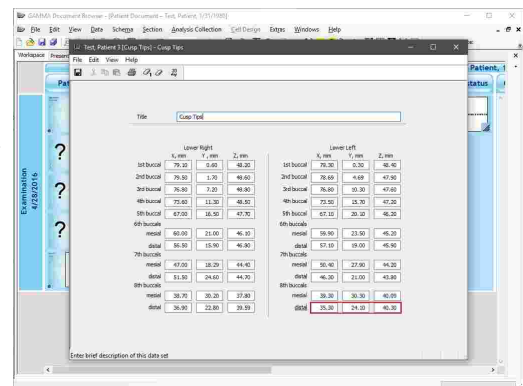 GAMMA Document Browser - [Patient Document - Test, Patient, 1/31/1980]
File Edit View Data Schema Section Analysis Collection Cell Design Extras Windows Help
Test, Patient 3 [Cusp Tips] - Cusp Tips
Workspace Present
File Edit View Help
Patient, 1
Pat
status
Title Cusp Tips
Lower Right Lower Left
X, mm Y, mm Z, mm X, mm Y, mm Z, mm
1st buccal 79.10 0.60 48.20 1st buccal 79.30 0.30 48.40
2nd buccal 79.50 1.70 48.60 2nd buccal 78.69 4.69 47.90
3rd buccal 76.80 7.20 48.80 3rd buccal 76.80 10.30 47.60
4th buccal 73.60 11.30 48.50 4th buccal 73.50 15.70 47.20
5th buccal 67.00 16.50 47.70 5th buccal 67.10 20.10 46.20
6th buccals 6th buccals
mesial 60.00 21.00 46.10 mesial 59.90 23.50 45.20
distal 56.50 15.90 46.80 distal 57.10 19.00 45.90
7th buccals 7th buccals
mesial 47.00 18.29 44.40 mesial 50.40 27.90 44.20
distal 51.50 24.60 44.70 distal 46.30 21.00 43.80
8th buccals 8th buccals
mesial 38.70 30.20 37.80 mesial 39.30 30.30 40.09
distal 36.90 22.80 39.59 distal 35.30 24.10 40.30
Examination
4/28/2016
?
?
?
Enter brief description of this data set